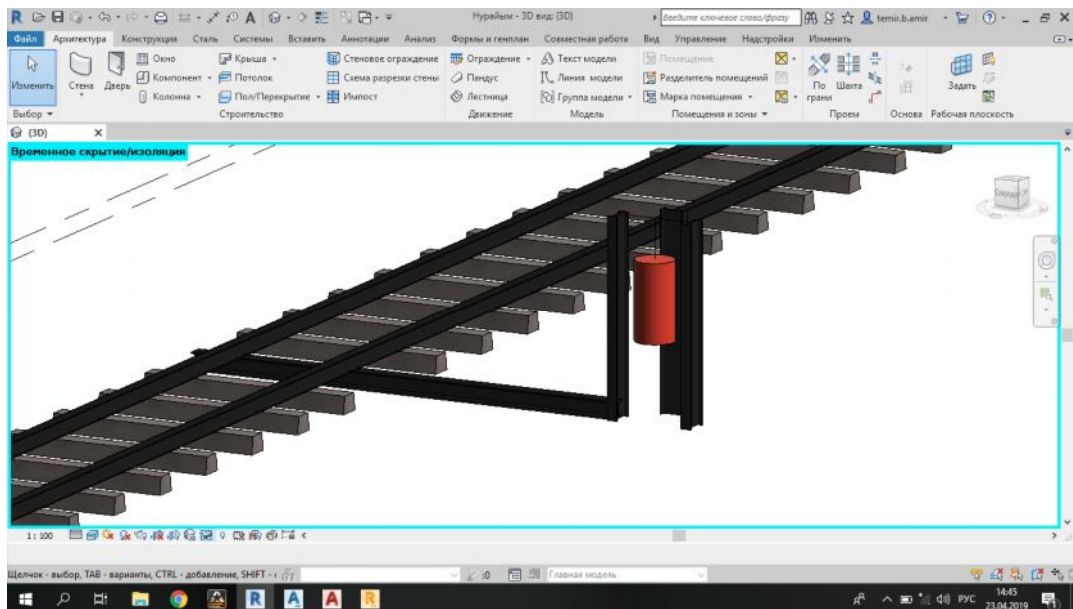 Нурайым - 3D вид: {3D}
Введите ключевое слово/фразу
temir.b.amir
Файл Архитектура Конструкция Сталь Системы Вставить Аннотации Анализ Формы и генплан Совместная работа Вид Управление Надстройки Изменить
Изменить
Стена
Дверь
Окно
Компонент
Колонна
Крыша
Потолок
Пол/Перекрытие
Стеновое ограждение
Схема разрезки стены
Импост
Ограждение
Пандус
Лестница
Текст модели
Линия модели
Группа модели
Помещение
Разделитель помещений
Марка помещения
По грани
Шахта
Задать
Выбор Строительство Движение Модель Помещения и зоны Проем Основа Рабочая плоскость
{3D}
Временное скрытие/изоляция
1 : 100
Щелчок - выбор, TAB - варианты, CTRL - добавление, SHIFT -
:0
Главная модель
РУС
14:45
23.04.2019